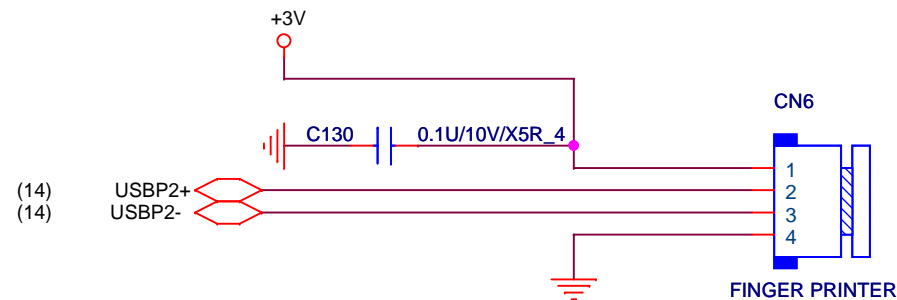 +3V
CN6
C130 0.1U/10V/X5R_4
1
(14) USBP2+ 2
(14) USBP2- 3
4
FINGER PRINTER